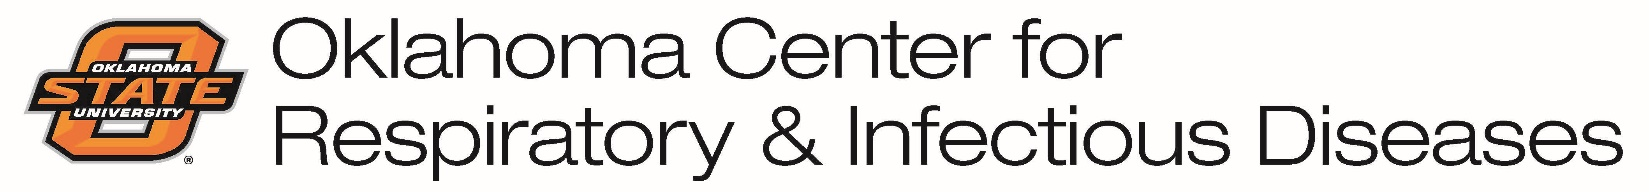 OKLAHOMA
STATE
UNIVERSITY
®
Oklahoma Center for
Respiratory & Infectious Diseases